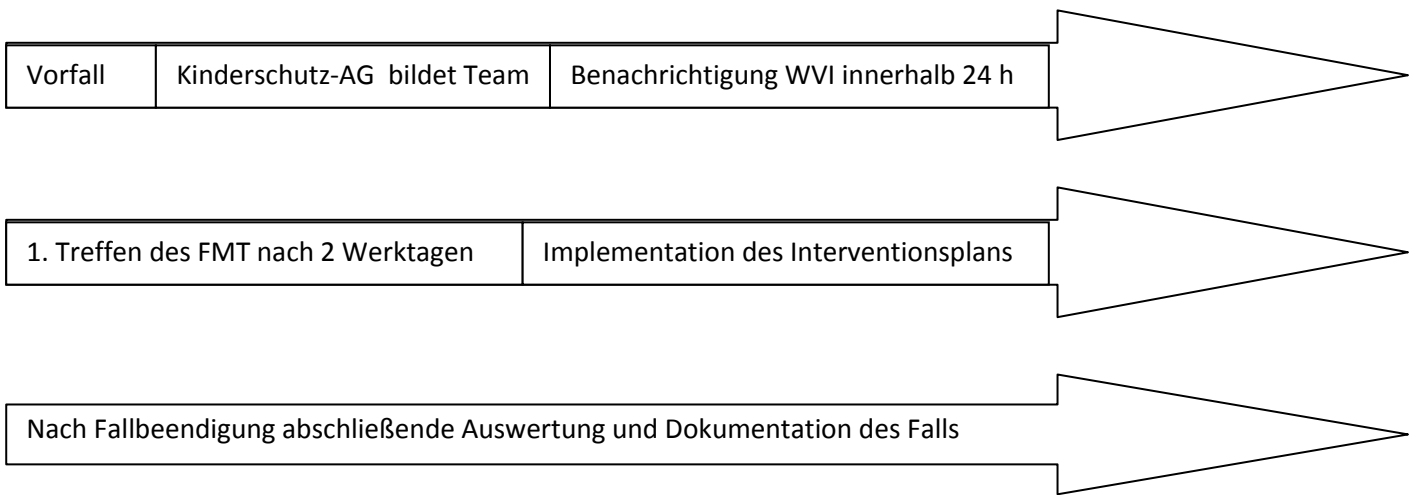 Vorfall
Kinderschutz-AG bildet Team
Benachrichtigung WVI innerhalb 24 h
1. Treffen des FMT nach 2 Werktagen
Implementation des Interventionsplans
Nach Fallbeendigung abschließende Auswertung und Dokumentation des Falls